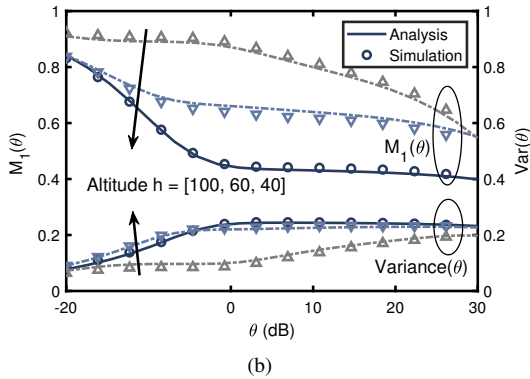 1
0.8
0.6
0.4
0.2
0
M₁(θ)
-20
-10
0
10
20
30
θ (dB)
1
0.8
0.6
0.4
0.2
0
Var(θ)
Analysis
Simulation
M₁(θ)
Altitude h = [100, 60, 40]
Variance(θ)
(b)